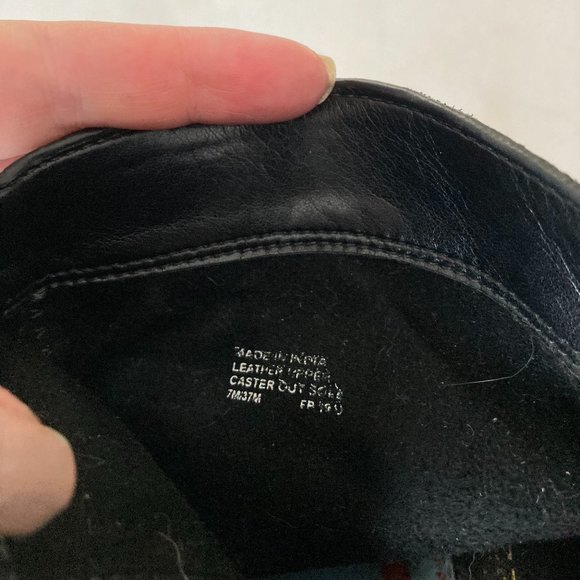 MADE IN INDIA
LEATHER UPPER
CASTER OUT SOLE
7M/37M